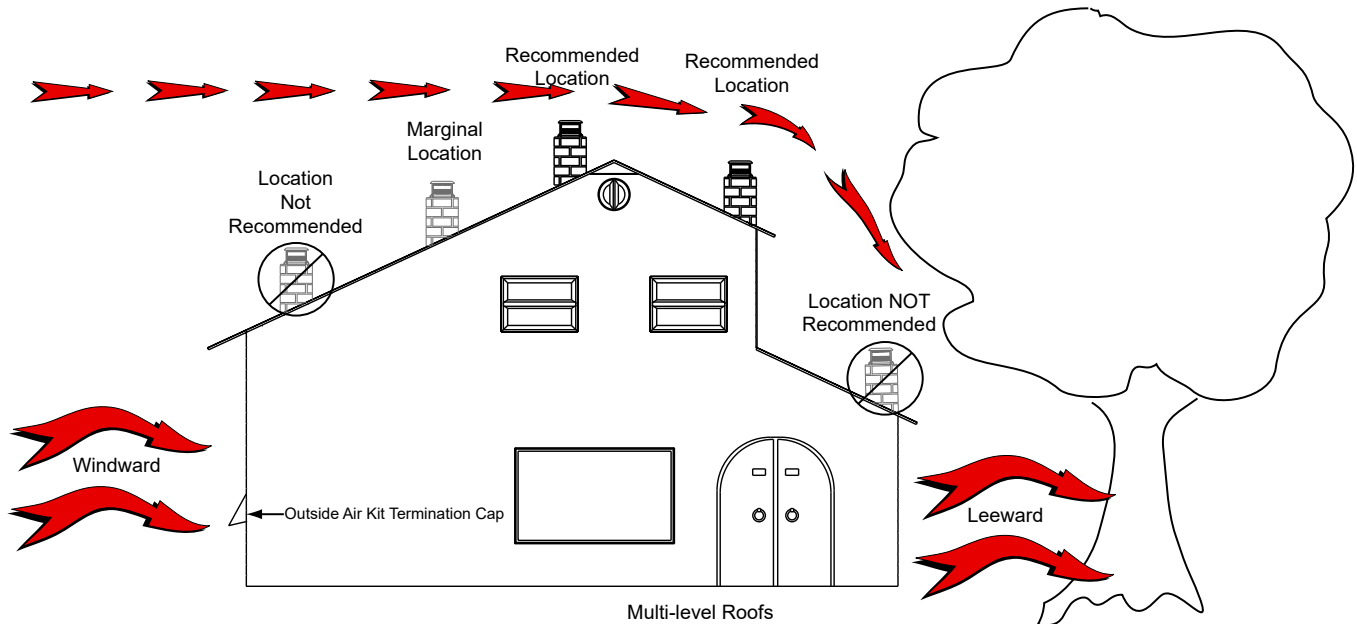 Recommended
Location
Recommended
Location
Marginal
Location
Location
Not
Recommended
Location NOT
Recommended
Windward
Outside Air Kit Termination Cap
Leeward
Multi-level Roofs